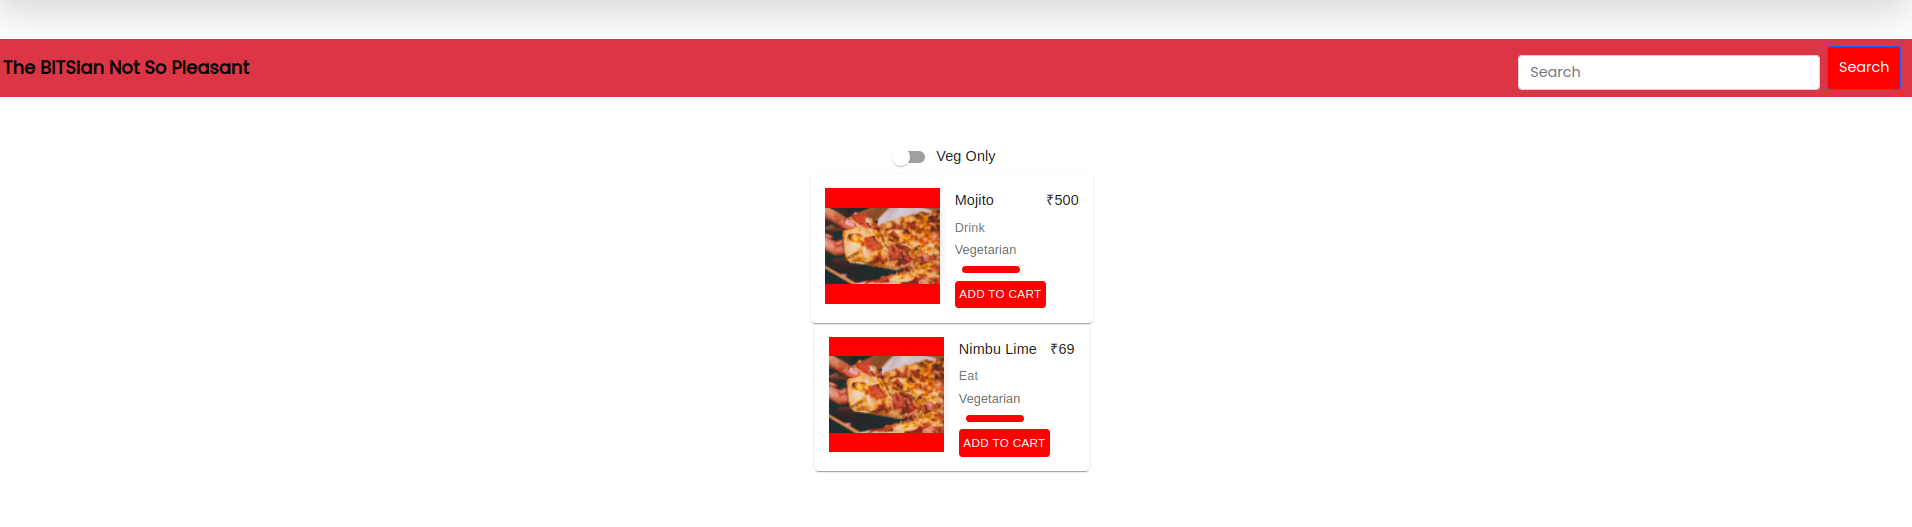 The BITSian Not So Pleasant
Search
Search
Veg Only
Mojito ₹500
Drink
Vegetarian
ADD TO CART
Nimbu Lime ₹69
Eat
Vegetarian
ADD TO CART